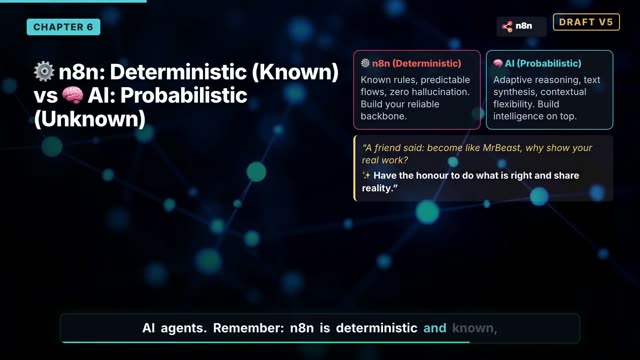 CHAPTER 6
n8n
DRAFT V5
⚙️ n8n: Deterministic (Known)
vs 🧠 AI: Probabilistic
(Unknown)
⚙️ n8n (Deterministic)
Known rules, predictable
flows, zero hallucination.
Build your reliable
backbone.
🧠 AI (Probabilistic)
Adaptive reasoning, text
synthesis, contextual
flexibility. Build
intelligence on top.
"A friend said: become like MrBeast, why show your
real work?
✨ Have the honour to do what is right and share
reality."
AI agents. Remember: n8n is deterministic and known,